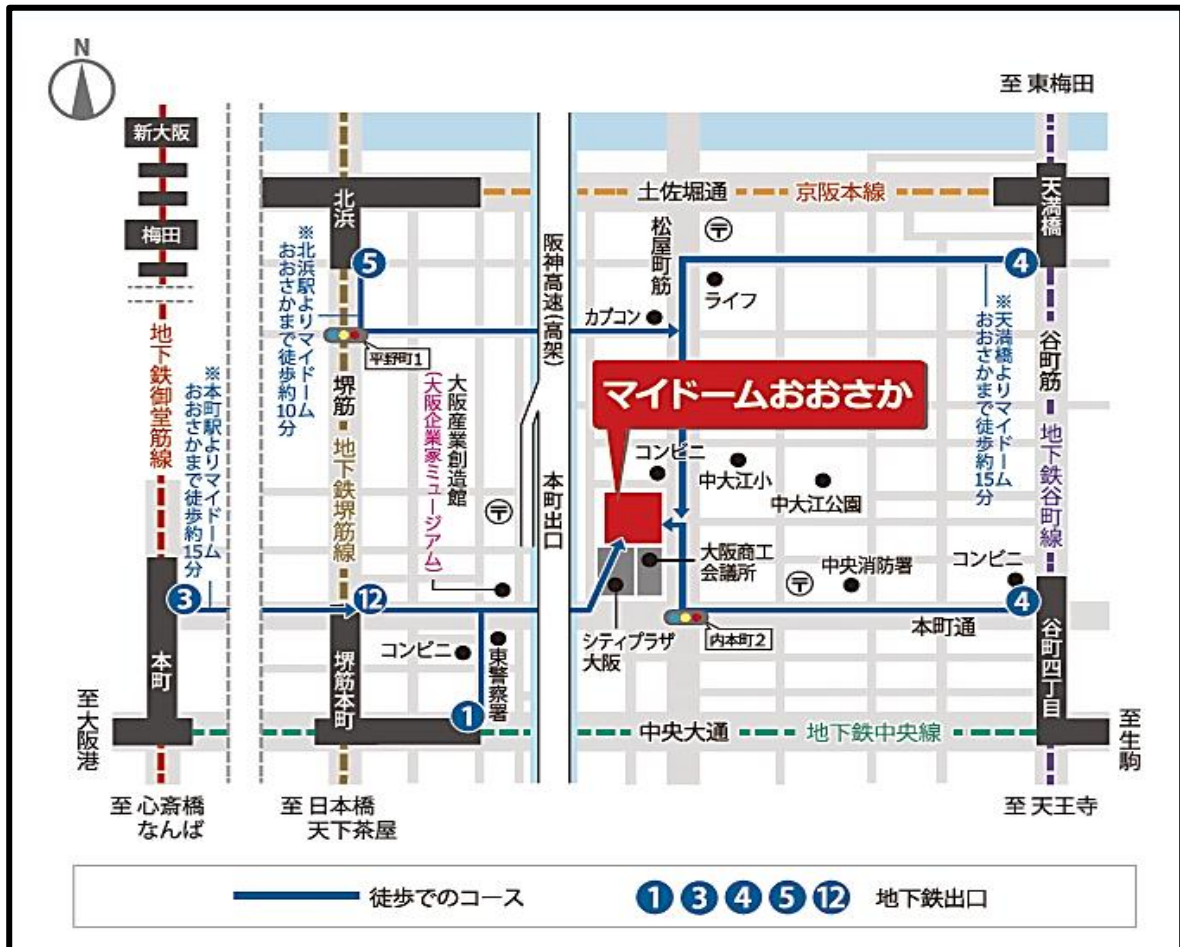 N
至 東梅田
新大阪
梅田
北浜
土佐堀通
京阪本線
天満橋
〒
松屋町筋
阪神高速(高架)
5
4
ライフ
カプコン
※北浜駅よりマイドーム
おおさかまで徒歩約10分
※天満橋よりマイドーム
おおさかまで徒歩約15分
谷町筋
平野町1
地下鉄御堂筋線
※本町駅よりマイドーム
おおさかまで徒歩約15分
堺筋
地下鉄堺筋線
大阪産業創造館
(大阪企業家ミュージアム)
マイドームおおさか
地下鉄谷町線
コンビニ
中大江小
中大江公園
〒
本町出口
大阪商工
会議所
〒
中央消防署
コンビニ
3
12
4
本町通
内本町2
シティプラザ
大阪
本町
堺筋本町
コンビニ
東警察署
1
谷町四丁目
至大阪港
中央大通
地下鉄中央線
至生駒
至 心斎橋
なんば
至 日本橋
天下茶屋
至 天王寺
徒歩でのコース
1 3 4 5 12 地下鉄出口